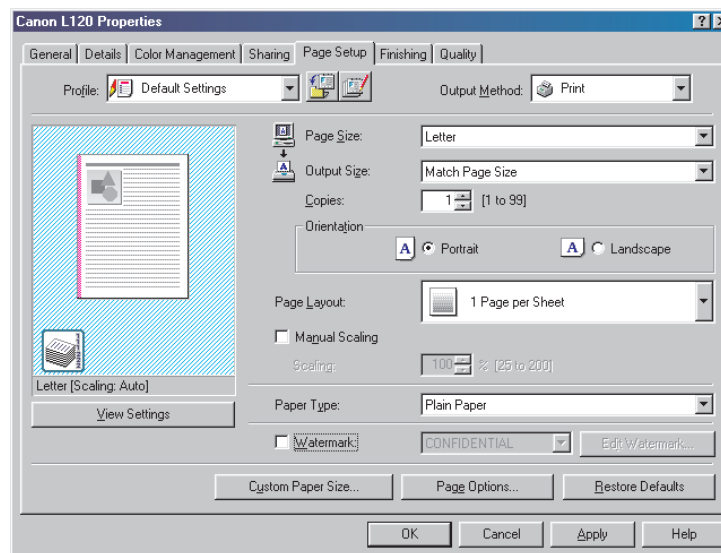 Canon L120 Properties
General Details Color Management Sharing Page Setup Finishing Quality
Profile: Default Settings Output Method: Print
Page Size: Letter
Output Size: Match Page Size
Copies: 1 [1 to 99]
Orientation
A Portrait A Landscape
Page Layout: 1 Page per Sheet
Manual Scaling
Scaling: 100 % [25 to 200]
Letter [Scaling: Auto]
View Settings
Paper Type: Plain Paper
Watermark: CONFIDENTIAL Edit Watermark...
Custom Paper Size... Page Options... Restore Defaults
OK Cancel Apply Help